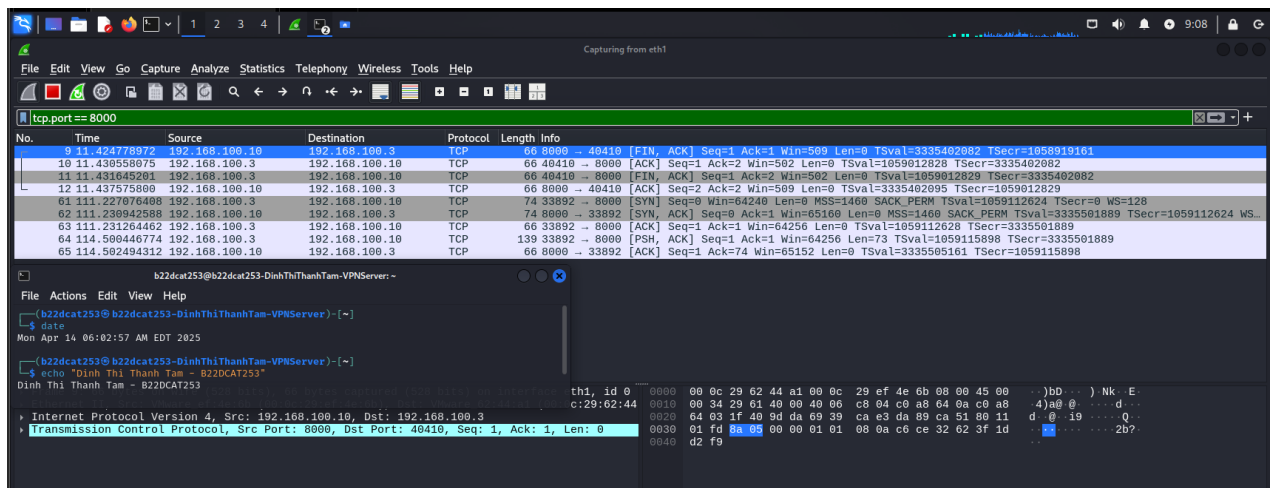 1 2 3 4 9:08
Capturing from eth1
File Edit View Go Capture Analyze Statistics Telephony Wireless Tools Help
tcp.port == 8000
No. Time Source Destination Protocol Length Info
9 11.424778972 192.168.100.10 192.168.100.3 TCP 66 8000 → 40410 [FIN, ACK] Seq=1 Ack=1 Win=509 Len=0 TSval=3335402082 TSecr=1058919161
10 11.430558075 192.168.100.3 192.168.100.10 TCP 66 40410 → 8000 [ACK] Seq=1 Ack=2 Win=502 Len=0 TSval=1059012828 TSecr=3335402082
11 11.431645201 192.168.100.3 192.168.100.10 TCP 66 40410 → 8000 [FIN, ACK] Seq=1 Ack=2 Win=502 Len=0 TSval=1059012829 TSecr=3335402082
12 11.437575800 192.168.100.10 192.168.100.3 TCP 66 8000 → 40410 [ACK] Seq=2 Ack=2 Win=509 Len=0 TSval=3335402095 TSecr=1059012829
61 111.227076408 192.168.100.3 192.168.100.10 TCP 74 33892 → 8000 [SYN] Seq=0 Win=64240 Len=0 MSS=1460 SACK_PERM TSval=1059112624 TSecr=0 WS=128
62 111.230942588 192.168.100.10 192.168.100.3 TCP 74 8000 → 33892 [SYN, ACK] Seq=0 Ack=1 Win=65160 Len=0 MSS=1460 SACK_PERM TSval=3335501889 TSecr=1059112624 WS...
63 111.231264462 192.168.100.3 192.168.100.10 TCP 66 33892 → 8000 [ACK] Seq=1 Ack=1 Win=64256 Len=0 TSval=1059112628 TSecr=3335501889
64 114.500446774 192.168.100.3 192.168.100.10 TCP 139 33892 → 8000 [PSH, ACK] Seq=1 Ack=1 Win=64256 Len=73 TSval=1059115898 TSecr=3335501889
65 114.502494312 192.168.100.10 192.168.100.3 TCP 66 8000 → 33892 [ACK] Seq=1 Ack=74 Win=65152 Len=0 TSval=3335505161 TSecr=1059115898
b22dcat253@b22dcat253-DinhThiThanhTam-VPNServer: ~
File Actions Edit View Help
(b22dcat253㉿b22dcat253-DinhThiThanhTam-VPNServer)-[~]
$ date
Mon Apr 14 06:02:57 AM EDT 2025
(b22dcat253㉿b22dcat253-DinhThiThanhTam-VPNServer)-[~]
$ echo "Dinh Thi Thanh Tam - B22DCAT253"
Dinh Thi Thanh Tam - B22DCAT253
th1, id 0
c:29:62:44
Internet Protocol Version 4, Src: 192.168.100.10, Dst: 192.168.100.3
Transmission Control Protocol, Src Port: 8000, Dst Port: 40410, Seq: 1, Ack: 1, Len: 0
0000 00 0c 29 62 44 a1 00 0c 29 ef 4e 6b 08 00 45 00 ··)bD··· )·Nk··E·
0010 00 34 29 61 40 00 40 06 c8 04 c0 a8 64 0a c0 a8 ·4)a@·@· ····d···
0020 64 03 1f 40 9d da 69 39 ca e3 da 89 ca 51 80 11 d··@··i9 ·····Q··
0030 01 fd 8a 05 00 00 01 01 08 0a c6 ce 32 62 3f 1d ········ ····2b?·
0040 d2 f9 ··